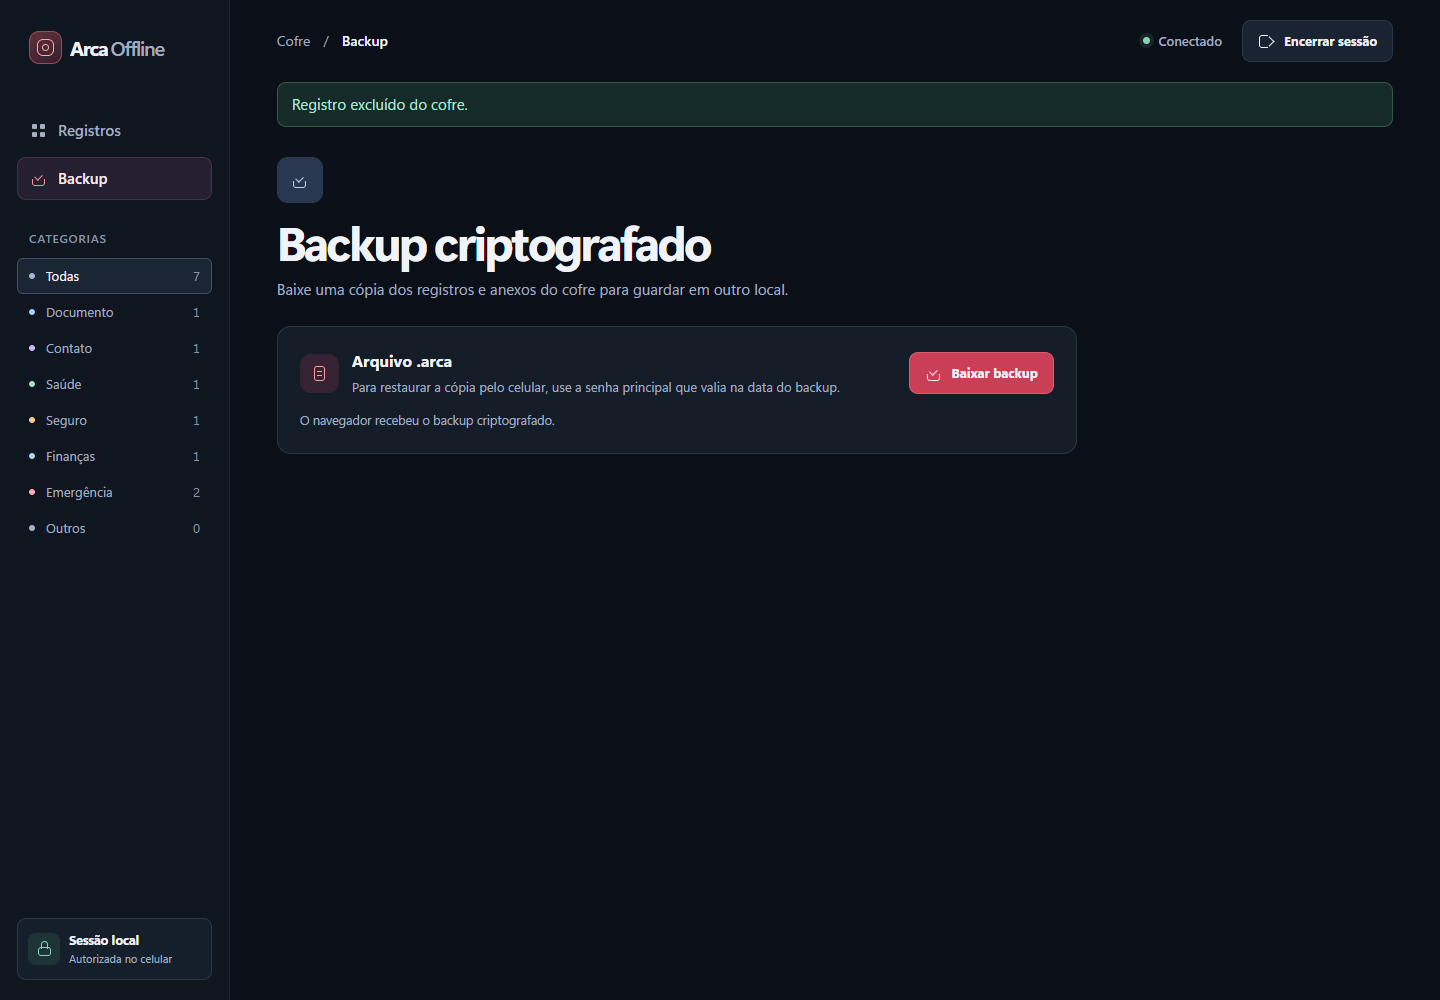 Arca Offline
Registros
Backup
CATEGORIAS
Todas 7
Documento 1
Contato 1
Saúde 1
Seguro 1
Finanças 1
Emergência 2
Outros 0
Sessão local
Autorizada no celular
Cofre / Backup
Conectado
Encerrar sessão
Registro excluído do cofre.
Backup criptografado
Baixe uma cópia dos registros e anexos do cofre para guardar em outro local.
Arquivo .arca
Para restaurar a cópia pelo celular, use a senha principal que valia na data do backup.
Baixar backup
O navegador recebeu o backup criptografado.